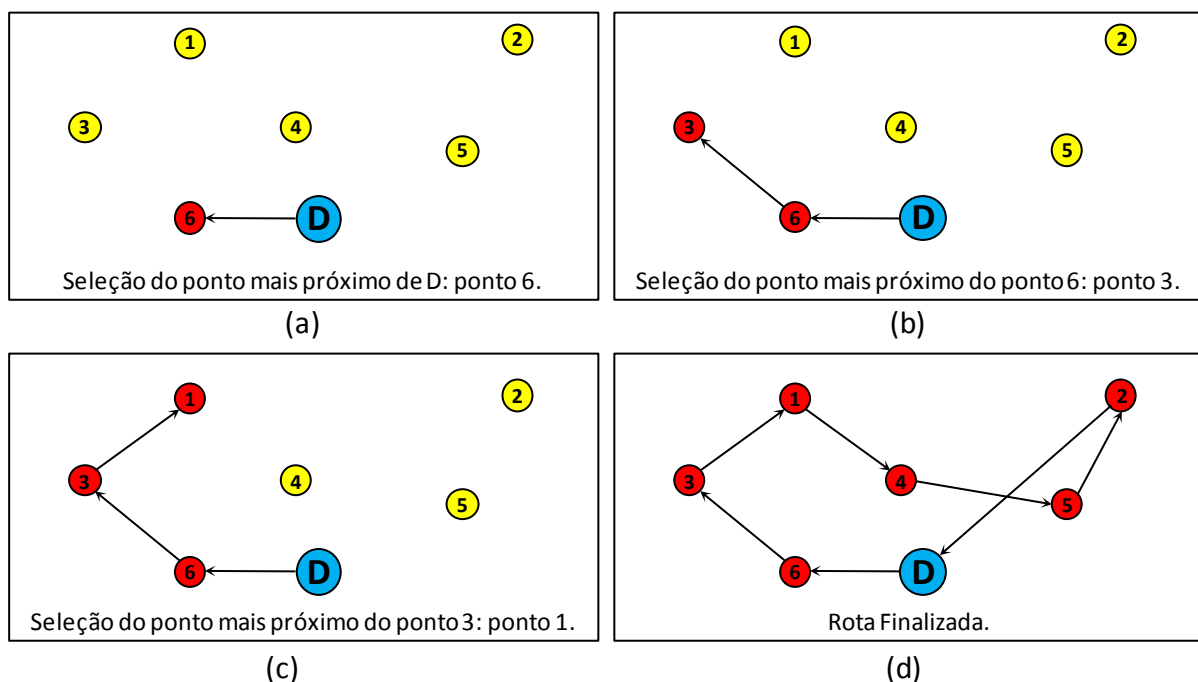 1
2
3
4
5
6
D
Seleção do ponto mais próximo de D: ponto 6.
(a)
1
2
3
4
5
6
D
Seleção do ponto mais próximo do ponto 6: ponto 3.
(b)
1
2
3
4
5
6
D
Seleção do ponto mais próximo do ponto 3: ponto 1.
(c)
1
2
3
4
5
6
D
Rota Finalizada.
(d)